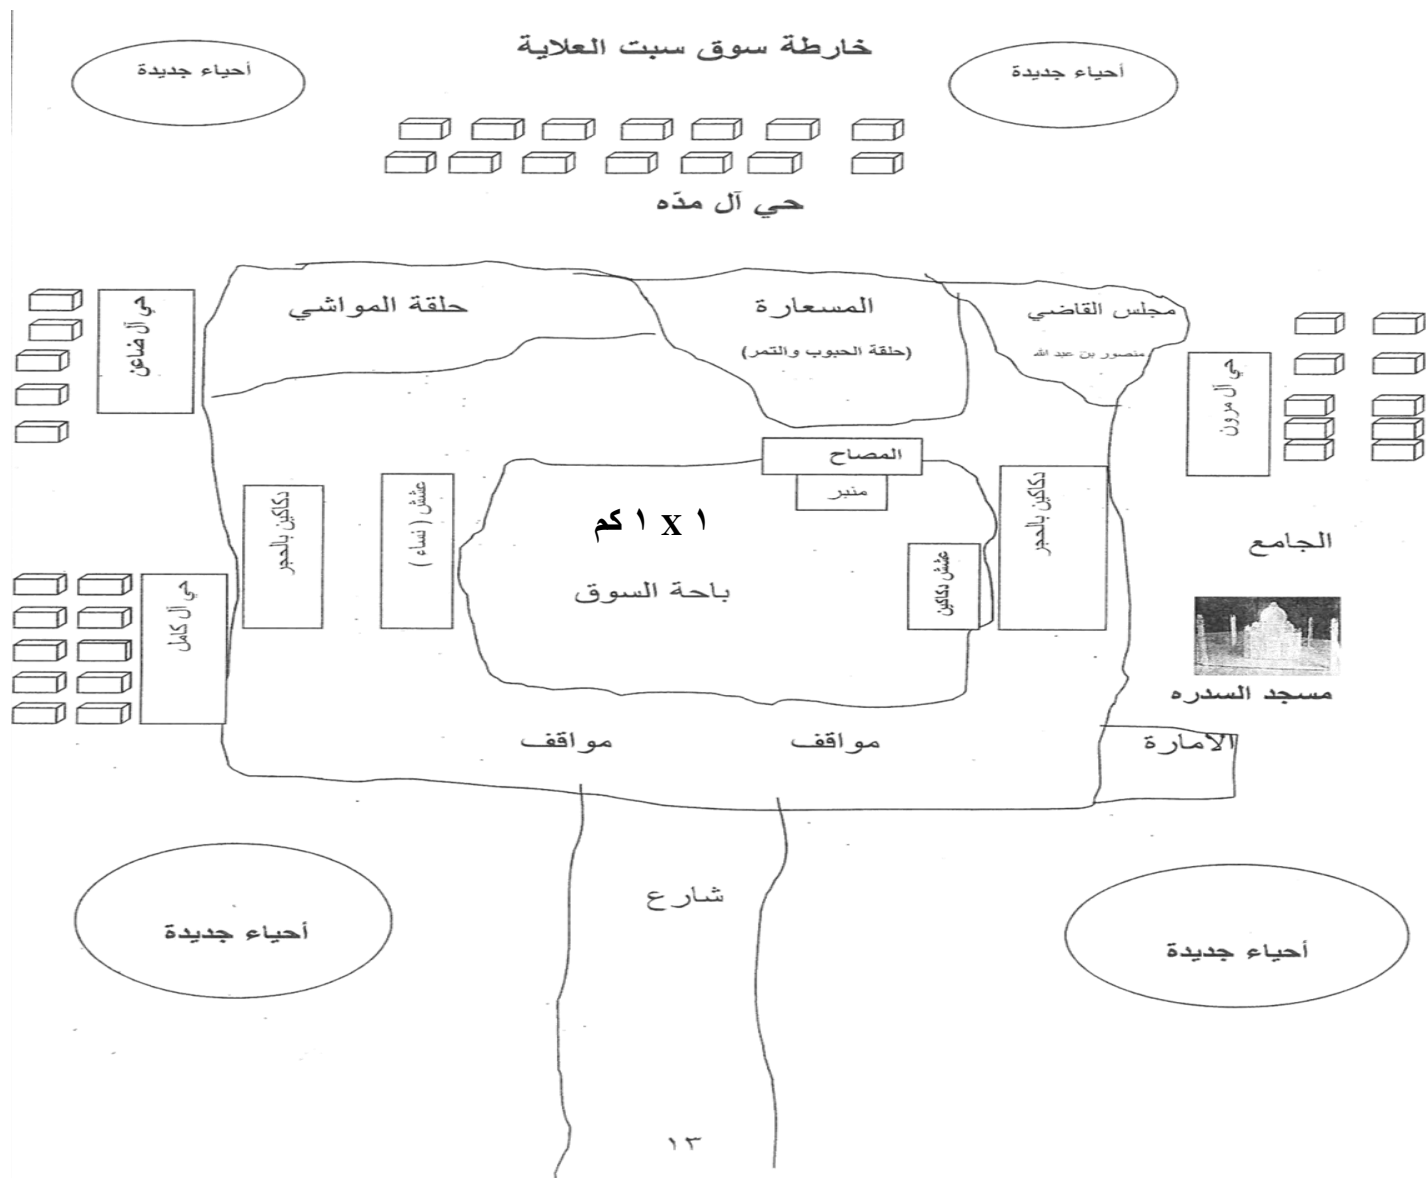 خارطة سوق سبت العلاية
أحياء جديدة
أحياء جديدة
حي آل مدّه
مجلس القاضي
منصور بن عبد الله
المسعارة
(حلقة الحبوب والتمر)
حلقة المواشي
حي آل ضاعن
حي آل مرون
المصاح
منبر
دكاكين بالحجر
عشش دكاكين
١ x ١ كم
باحة السوق
عشش ( نساء )
دكاكين بالحجر
حي آل كامل
الجامع
مسجد السدره
الامارة
مواقف
مواقف
شارع
أحياء جديدة
أحياء جديدة
١٣